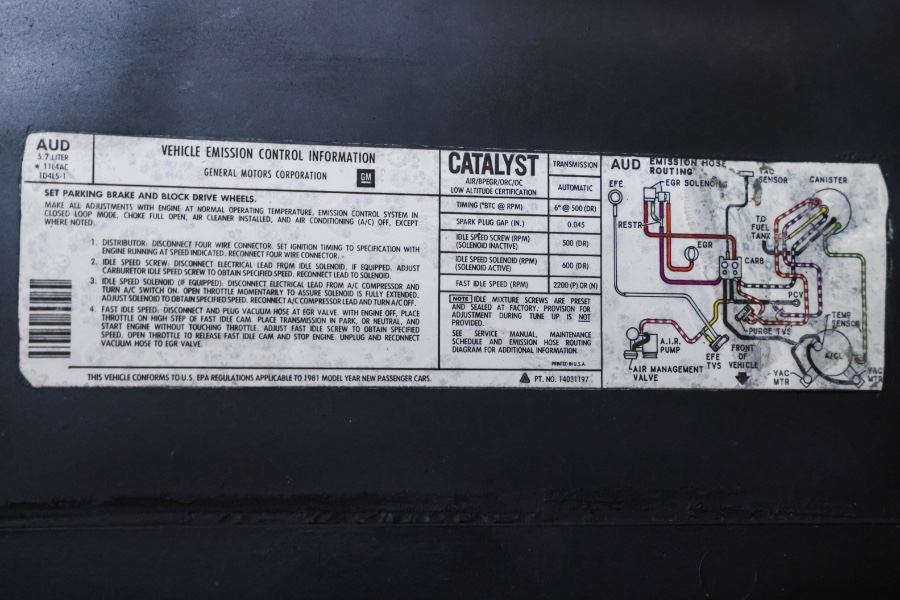 AUD
5.7 LITER
★ 11L4AC
1D4L5-1
VEHICLE EMISSION CONTROL INFORMATION
GENERAL MOTORS CORPORATION
GM
SET PARKING BRAKE AND BLOCK DRIVE WHEELS.
MAKE ALL ADJUSTMENTS WITH ENGINE AT NORMAL OPERATING TEMPERATURE, EMISSION CONTROL SYSTEM IN
CLOSED LOOP MODE, CHOKE FULL OPEN, AIR CLEANER INSTALLED, AND AIR CONDITIONING (A/C) OFF, EXCEPT
WHERE NOTED.
1. DISTRIBUTOR: DISCONNECT FOUR WIRE CONNECTOR. SET IGNITION TIMING TO SPECIFICATION WITH
ENGINE RUNNING AT SPEED INDICATED. RECONNECT FOUR WIRE CONNECTOR.
2. IDLE SPEED SCREW: DISCONNECT ELECTRICAL LEAD FROM IDLE SOLENOID, IF EQUIPPED. ADJUST
CARBURETOR IDLE SPEED SCREW TO OBTAIN SPECIFIED SPEED. RECONNECT LEAD TO SOLENOID.
3. IDLE SPEED SOLENOID (IF EQUIPPED): DISCONNECT ELECTRICAL LEAD FROM A/C COMPRESSOR AND
TURN A/C SWITCH ON. OPEN THROTTLE MOMENTARILY TO ASSURE SOLENOID IS FULLY EXTENDED.
ADJUST SOLENOID TO OBTAIN SPECIFIED SPEED. RECONNECT A/C COMPRESSOR LEAD AND TURN A/C OFF.
4. FAST IDLE SPEED: DISCONNECT AND PLUG VACUUM HOSE AT EGR VALVE. WITH ENGINE OFF, PLACE
THROTTLE ON HIGH STEP OF FAST IDLE CAM. PLACE TRANSMISSION IN PARK, OR NEUTRAL, AND
START ENGINE WITHOUT TOUCHING THROTTLE. ADJUST FAST IDLE SCREW TO OBTAIN SPECIFIED
SPEED. OPEN THROTTLE TO RELEASE FAST IDLE CAM AND STOP ENGINE. UNPLUG AND RECONNECT
VACUUM HOSE TO EGR VALVE.
THIS VEHICLE CONFORMS TO U.S. EPA REGULATIONS APPLICABLE TO 1981 MODEL YEAR NEW PASSENGER CARS.
CATALYST
AIR/BPEGR/ORC/OC
LOW ALTITUDE CERTIFICATION
TRANSMISSION
AUTOMATIC
TIMING (°BTC @ RPM) 6° @ 500 (DR)
SPARK PLUG GAP (IN.) 0.045
IDLE SPEED SCREW (RPM)
(SOLENOID INACTIVE) 500 (DR)
IDLE SPEED SOLENOID (RPM)
(SOLENOID ACTIVE) 600 (DR)
FAST IDLE SPEED (RPM) 2200 (P) OR (N)
NOTE IDLE MIXTURE SCREWS ARE PRESET
AND SEALED AT FACTORY. PROVISION FOR
ADJUSTMENT DURING TUNE UP IS NOT
PROVIDED.
SEE SERVICE MANUAL, MAINTENANCE
SCHEDULE AND EMISSION HOSE ROUTING
DIAGRAM FOR ADDITIONAL INFORMATION.
PRINTED IN U.S.A.
PT. NO. 14031197
AUD EMISSION HOSE
ROUTING
EFE
EGR SOLENOIDS
VAC
SENSOR
CANISTER
RESTR
TO
FUEL
TANK
EGR
CARB
PCV
PURGE TVS
TEMP
SENSOR
A.I.R.
PUMP
EFE
TVS
FRONT
OF
VEHICLE
A/CL
AIR MANAGEMENT
VALVE
VAC
MTR
VAC
MTR